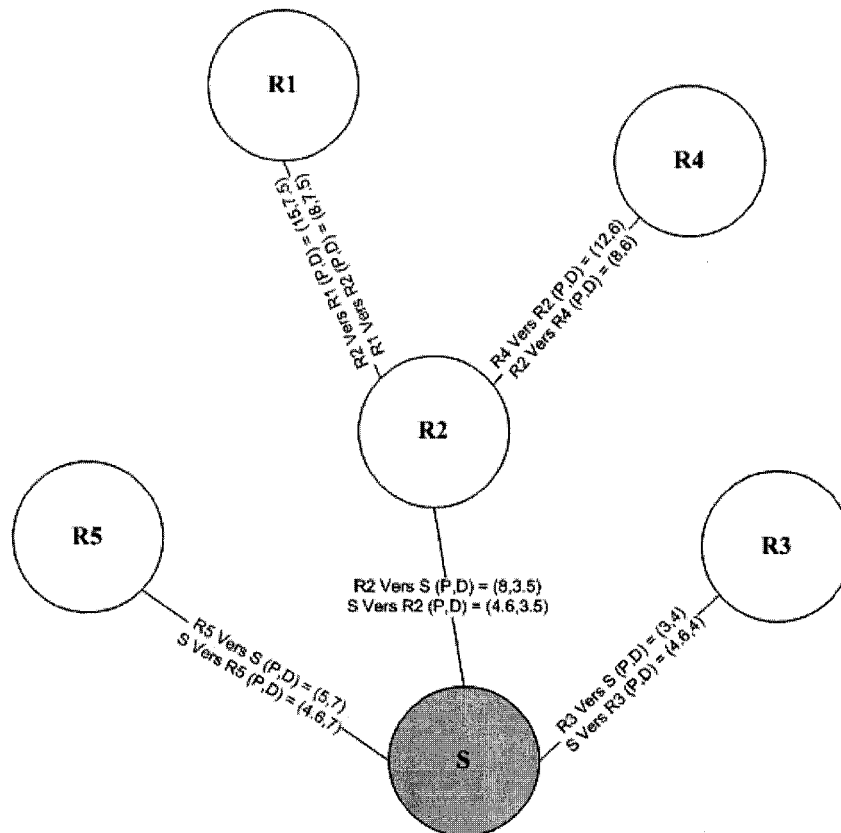 R1
R4
R2 Vers R1 (P,D) = (15,7.5)
R1 Vers R2 (P,D) = (8,7.5)
R4 Vers R2 (P,D) = (12,6)
R2 Vers R4 (P,D) = (8,6)
R2
R5
R3
R2 Vers S (P,D) = (8,3.5)
S Vers R2 (P,D) = (4.6,3.5)
R5 Vers S (P,D) = (5,7)
S Vers R5 (P,D) = (4.6,7)
R3 Vers S (P,D) = (3,4)
S Vers R3 (P,D) = (4.6,4)
S